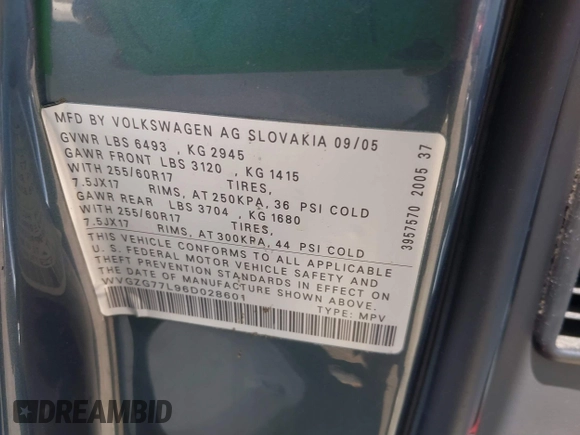 MFD BY VOLKSWAGEN AG SLOVAKIA 09/05
GVWR LBS 6493 , KG 2945
GAWR FRONT LBS 3120 , KG 1415
WITH 255/60R17 TIRES,
7.5JX17 RIMS, AT 250KPA, 36 PSI COLD
GAWR REAR LBS 3704 , KG 1680
WITH 255/60R17 TIRES,
7.5JX17 RIMS, AT 300KPA, 44 PSI COLD
THIS VEHICLE CONFORMS TO ALL APPLICABLE
U. S. FEDERAL MOTOR VEHICLE SAFETY AND
THEFT PREVENTION STANDARDS IN EFFECT ON
THE DATE OF MANUFACTURE SHOWN ABOVE.
WVGZG77L96D028601 TYPE: MPV
3957570 2005 37
DREAMBID